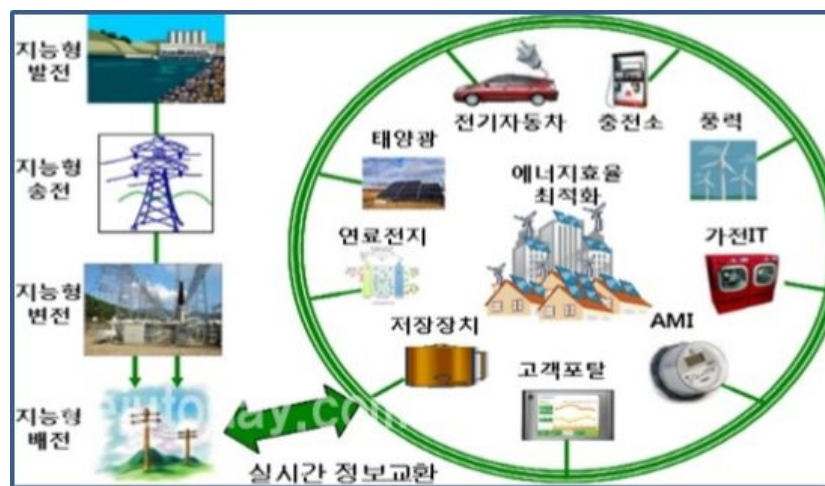 지능형
발전
지능형
송전
지능형
변전
지능형
배전
전기자동차
충전소
풍력
태양광
에너지효율
최적화
연료전지
가전IT
저장장치
AMI
고객포탈
실시간 정보교환